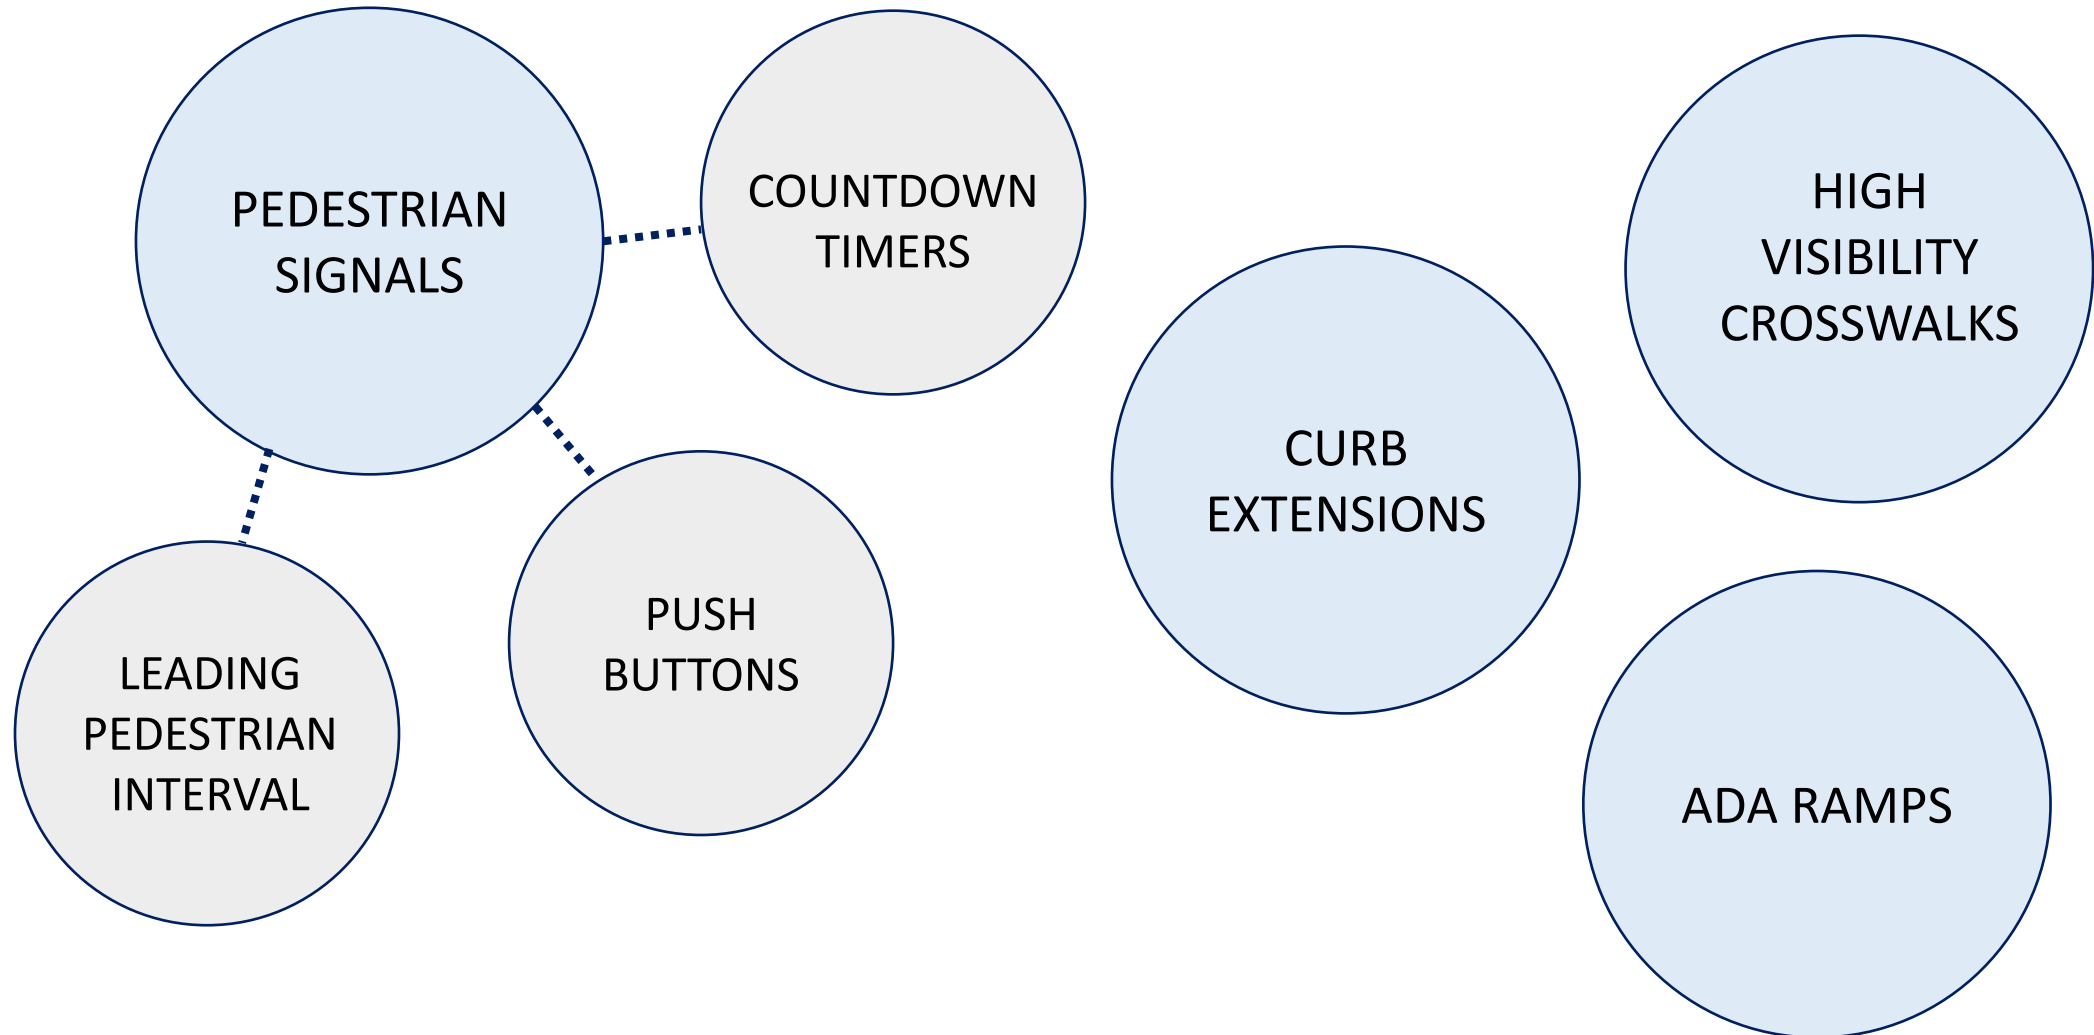 PEDESTRIAN
SIGNALS
COUNTDOWN
TIMERS
LEADING
PEDESTRIAN
INTERVAL
PUSH
BUTTONS
CURB
EXTENSIONS
HIGH
VISIBILITY
CROSSWALKS
ADA RAMPS